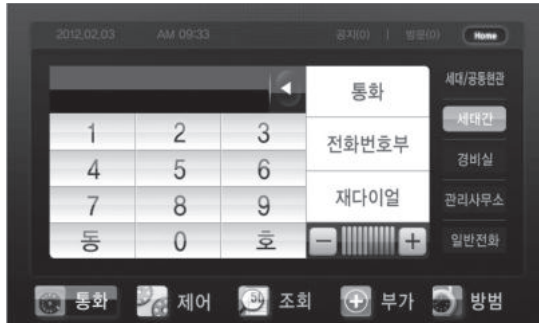 2012.02.03 AM 09:33 공지(0) | 방문(0) Home
세대/공동현관
통화
1 2 3
세대간
전화번호부
4 5 6
경비실
7 8 9
재다이얼
관리사무소
동 0 호
일반전화
통화 제어 조회 부가 방범